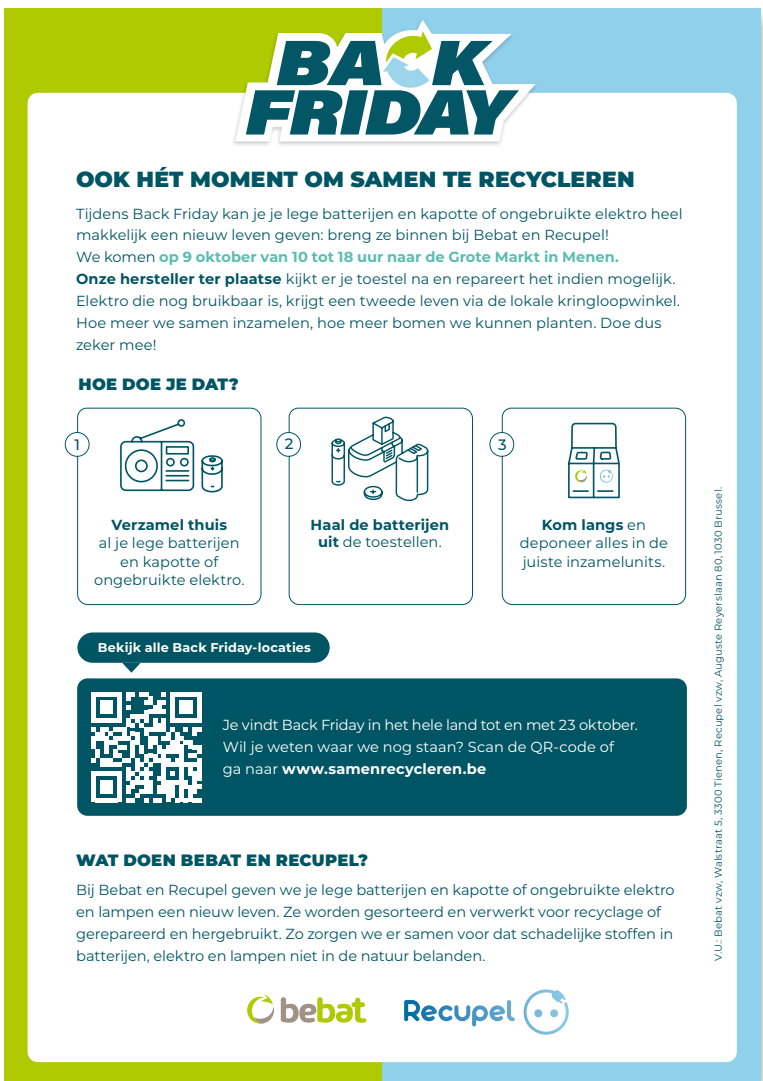 BACK
FRIDAY
OOK HÉT MOMENT OM SAMEN TE RECYCLEREN
Tijdens Back Friday kan je je lege batterijen en kapotte of ongebruikte elektro heel
makkelijk een nieuw leven geven: breng ze binnen bij Bebat en Recupel!
We komen op 9 oktober van 10 tot 18 uur naar de Grote Markt in Menen.
Onze hersteller ter plaatse kijkt er je toestel na en repareert het indien mogelijk.
Elektro die nog bruikbaar is, krijgt een tweede leven via de lokale kringloopwinkel.
Hoe meer we samen inzamelen, hoe meer bomen we kunnen planten. Doe dus
zeker mee!
HOE DOE JE DAT?
1
Verzamel thuis
al je lege batterijen
en kapotte of
ongebruikte elektro.
2
Haal de batterijen
uit de toestellen.
3
Kom langs en
deponeer alles in de
juiste inzamelunits.
Bekijk alle Back Friday-locaties
Je vindt Back Friday in het hele land tot en met 23 oktober.
Wil je weten waar we nog staan? Scan de QR-code of
ga naar www.samenrecycleren.be
WAT DOEN BEBAT EN RECUPEL?
Bij Bebat en Recupel geven we je lege batterijen en kapotte of ongebruikte elektro
en lampen een nieuw leven. Ze worden gesorteerd en verwerkt voor recyclage of
gerepareerd en hergebruikt. Zo zorgen we er samen voor dat schadelijke stoffen in
batterijen, elektro en lampen niet in de natuur belanden.
bebat
Recupel
V.U.: Bebat vzw, Walstraat 5, 3300 Tienen, Recupel vzw, Auguste Reyerslaan 80, 1030 Brussel.